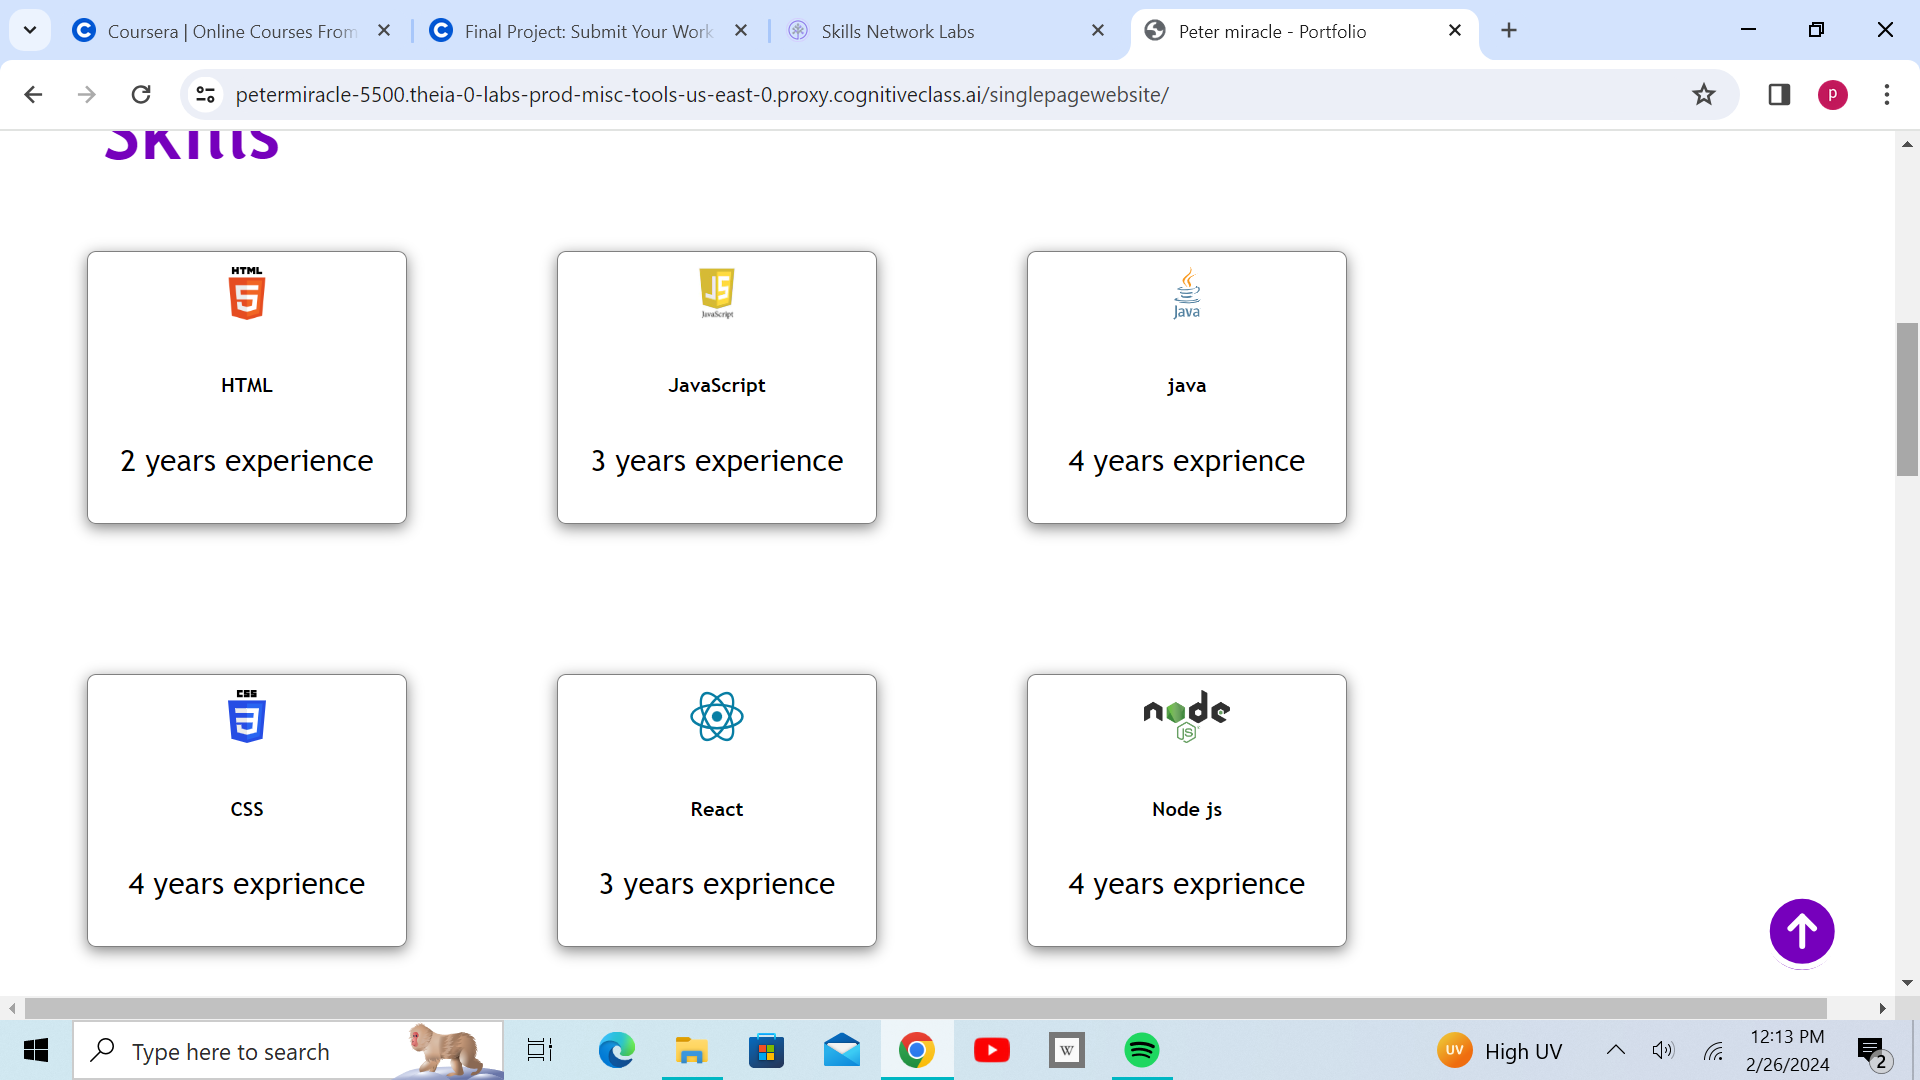 Coursera | Online Courses From
Final Project: Submit Your Work
Skills Network Labs
Peter miracle - Portfolio
petermiracle-5500.theia-0-labs-prod-misc-tools-us-east-0.proxy.cognitiveclass.ai/singlepagewebsite/
p
Skills
HTML
5
JS
JavaScript
Java
HTML
JavaScript
java
2 years experience
3 years experience
4 years exprience
CSS
3
node
JS
CSS
React
Node js
4 years exprience
3 years exprience
4 years exprience
Type here to search
W
UV
High UV
12:13 PM
2/26/2024
2